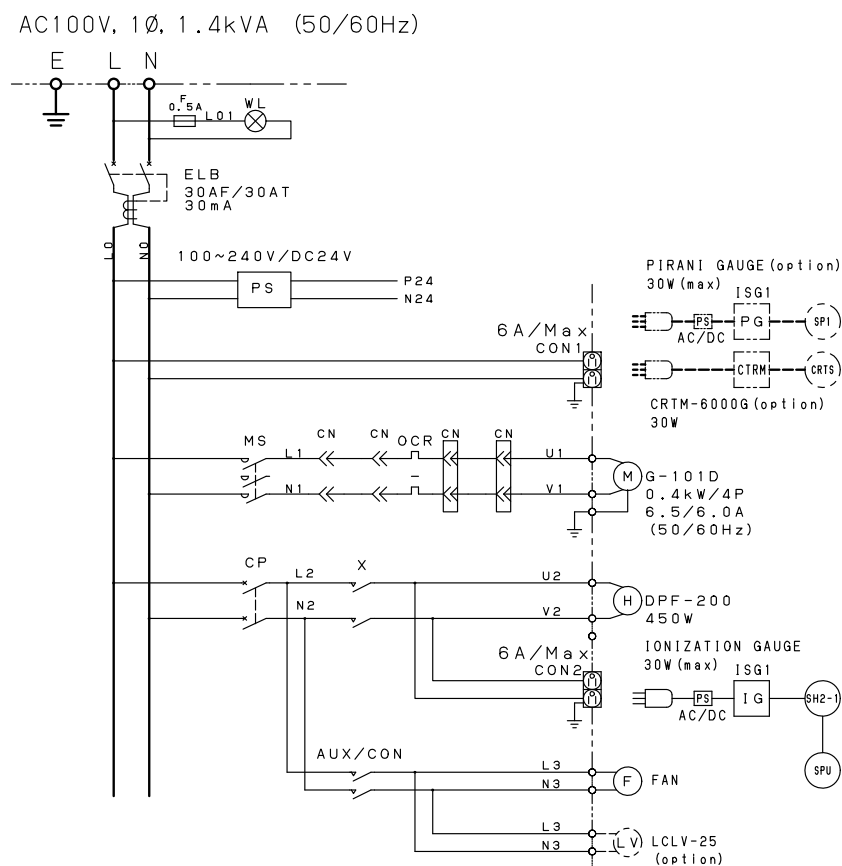 AC100V, 1Ø, 1.4kVA (50/60Hz)
E L N
F
0.5A
L01
WL
ELB
30AF/30AT
30mA
L0
N0
100~240V/DC24V
PS
P24
N24
PIRANI GAUGE(option)
30W(max)
ISG1
PS
PG
SP1
AC/DC
6A/Max
CON1
CTRM
CRTS
CRTM-6000G(option)
30W
MS
L1
CN
CN
OCR
CN
CN
U1
N1
V1
M
G-101D
0.4kW/4P
6.5/6.0A
(50/60Hz)
CP
L2
X
U2
N2
V2
H
DPF-200
450W
6A/Max
CON2
IONIZATION GAUGE
30W(max)
ISG1
PS
IG
SH2-1
AC/DC
SPU
AUX/CON
L3
N3
F
FAN
L3
N3
LV
LCLV-25
(option)